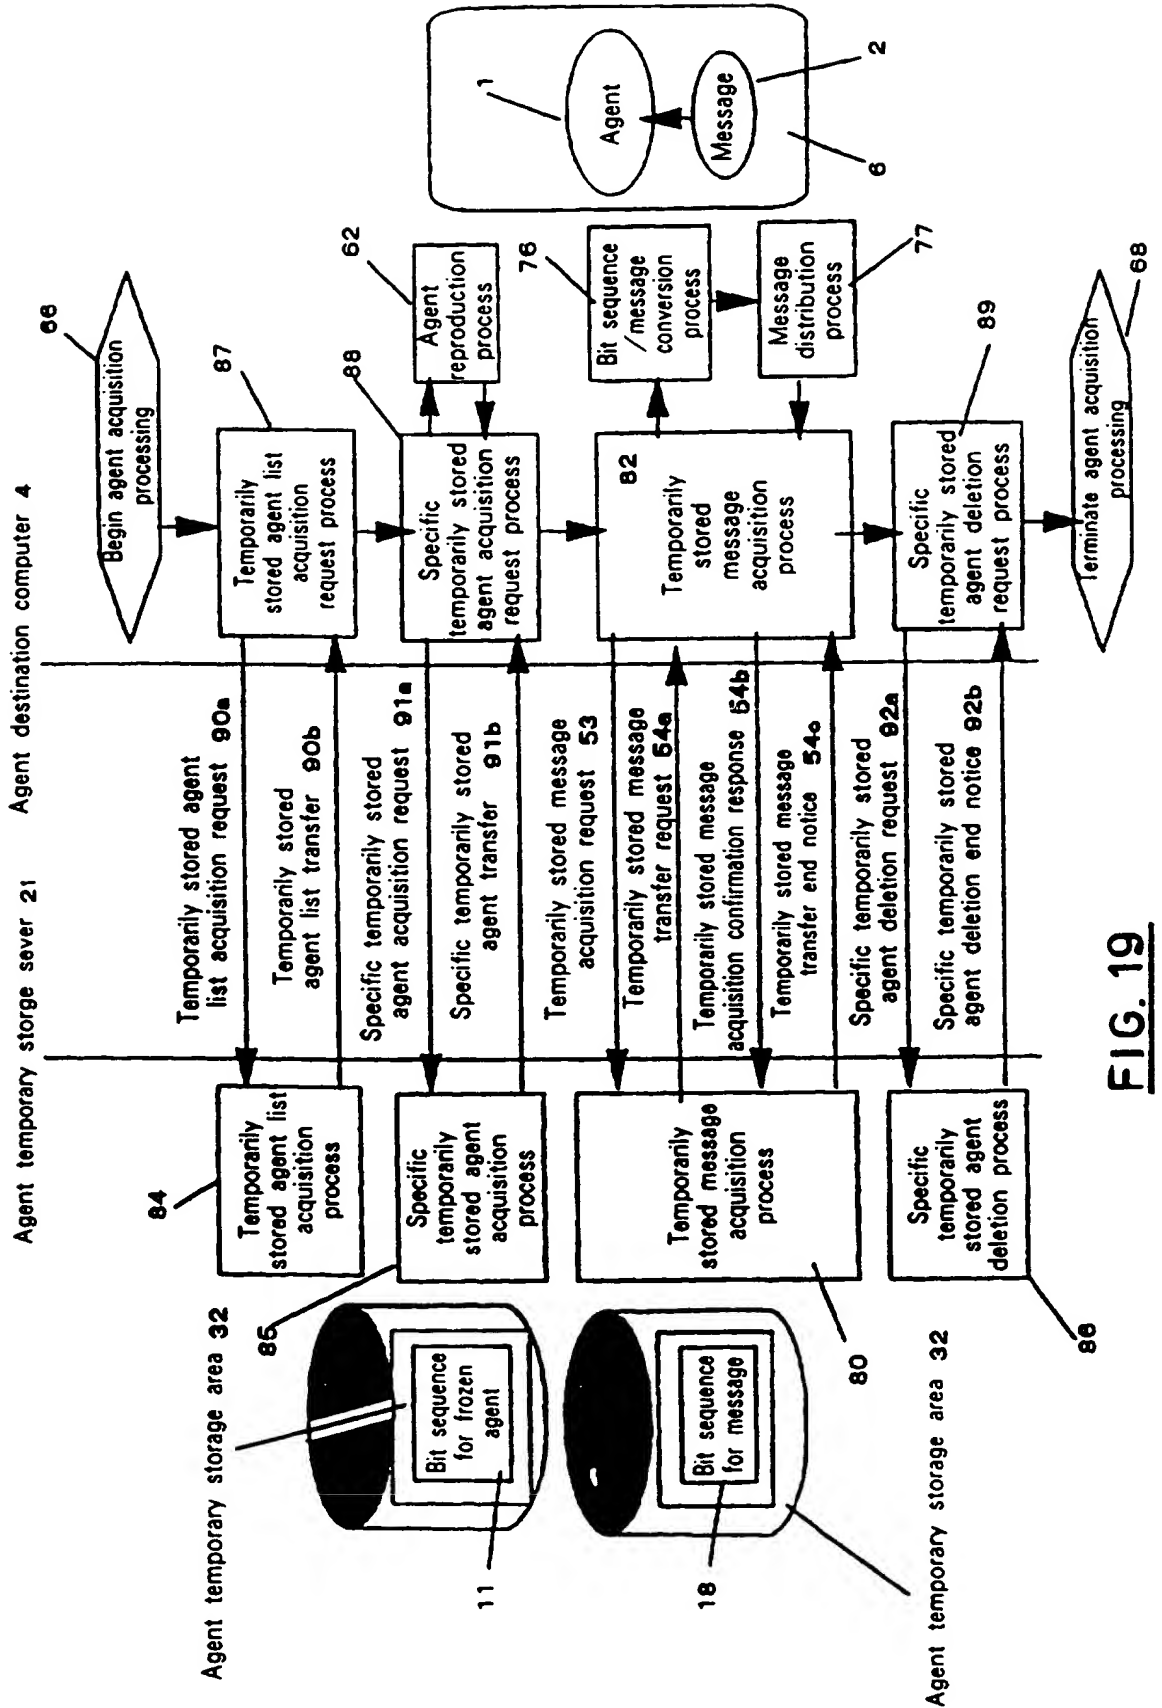 Agent temporary storge sever 21
Agent destination computer 4
66
Begin agent acquisition
processing
87
Temporarily
stored agent list
acquisition
request process
Temporarily stored agent
list acquisition request 90a
Temporarily stored
agent list transfer 90b
84
Temporarily
stored agent list
acquisition
process
62
Agent
reproduction
process
88
Specific
temporarily stored
agent acquisition
request process
Specific temporarily stored
agent acquisition request 91a
Specific temporarily stored
agent transfer 91b
85
Specific
temporarily
stored agent
acquisition
process
Agent temporary storage area 32
Bit sequence
for frozen
agent
11
1
Agent
Message
2
6
76
Bit sequence
/message
conversion
process
Message
distribution
process
77
82
Temporarily
stored
message
acquisition
process
Temporarily stored message
acquisition request 53
Temporarily stored message
transfer request 54a
Temporarily stored message
acquisition confirmation response 54b
Temporarily stored message
transfer end notice 54c
Temporarily
stored message
acquisition
process
80
Bit sequence
for message
18
Agent temporary storage area 32
89
Specific
temporarily stored
agent deletion
request process
Specific temporarily stored
agent deletion request 92a
Specific temporarily stored
agent deletion end notice 92b
Specific
temporarily
stored agent
deletion process
86
Terminate agent acquisition
processing
68
FIG. 19